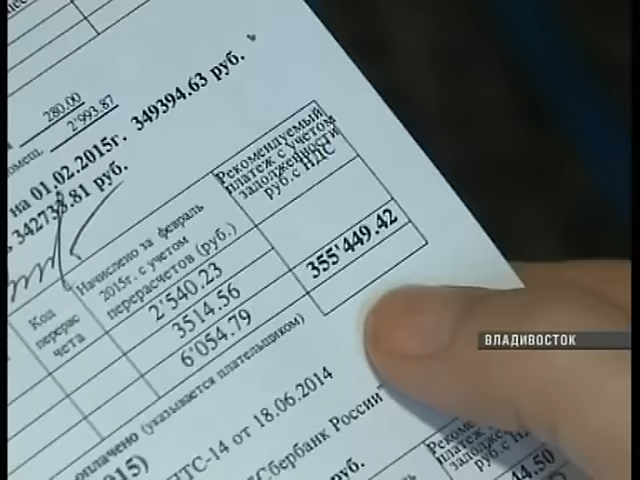 280.00
2'993.87
на 01.02.2015г. 349394.63 руб.
342733.81 руб.
Код перерас чета
Начислено за февраль 2015г. с учетом перерасчетов (руб.)
Рекомендуемый платеж с учетом задолженности руб.с НДС
2'540.23
3514.56
6'054.79
355'449.42
оплачено (указывается плательщиком)
ПТС-14 от 18.06.2014
"Сбербанк России"
руб.
44.50
ВЛАДИВОСТОК